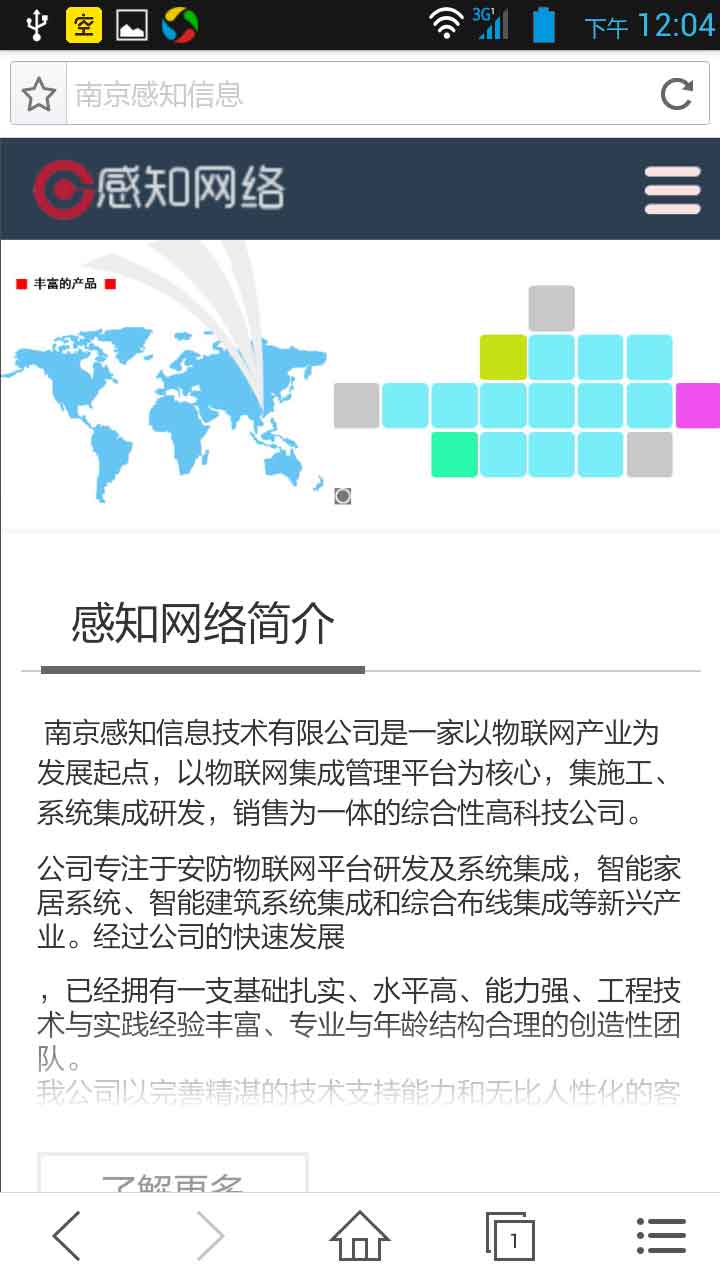 空
3G
下午 12:04
南京感知信息
感知网络
丰富的产品
感知网络简介
南京感知信息技术有限公司是一家以物联网产业为
发展起点，以物联网集成管理平台为核心，集施工、
系统集成研发，销售为一体的综合性高科技公司。
公司专注于安防物联网平台研发及系统集成，智能家
居系统、智能建筑系统集成和综合布线集成等新兴产
业。经过公司的快速发展
，已经拥有一支基础扎实、水平高、能力强、工程技
术与实践经验丰富、专业与年龄结构合理的创造性团
队。
我公司以完善精湛的技术支持能力和无比人性化的客
了解更多
1